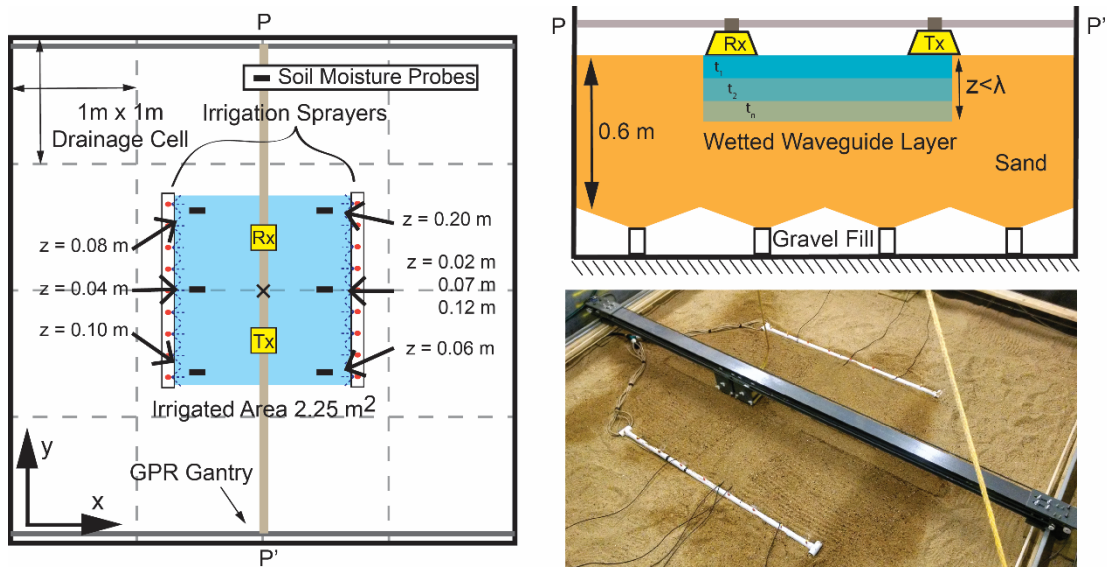 P
Soil Moisture Probes
Irrigation Sprayers
1m x 1m
Drainage Cell
z = 0.08 m
z = 0.04 m
z = 0.10 m
Rx
Tx
z = 0.20 m
z = 0.02 m
0.07 m
0.12 m
z = 0.06 m
Irrigated Area 2.25 m²
y
x
GPR Gantry
P'
P
P'
Rx
Tx
t₁
t₂
tₙ
z<λ
0.6 m
Wetted Waveguide Layer
Sand
Gravel Fill